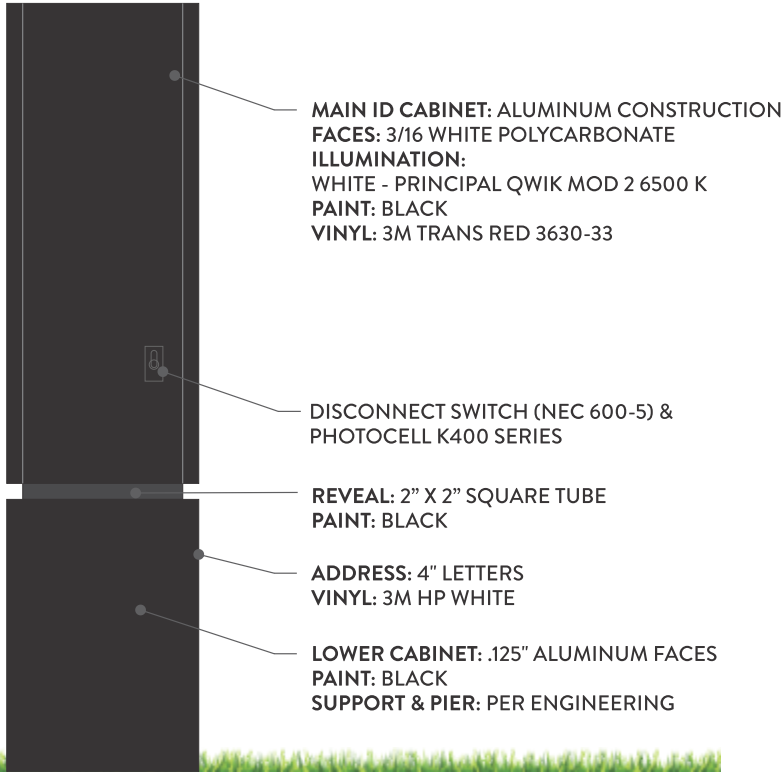 MAIN ID CABINET: ALUMINUM CONSTRUCTION
FACES: 3/16 WHITE POLYCARBONATE
ILLUMINATION:
WHITE - PRINCIPAL QWIK MOD 2 6500 K
PAINT: BLACK
VINYL: 3M TRANS RED 3630-33
DISCONNECT SWITCH (NEC 600-5) &
PHOTOCELL K400 SERIES
REVEAL: 2” X 2” SQUARE TUBE
PAINT: BLACK
ADDRESS: 4" LETTERS
VINYL: 3M HP WHITE
LOWER CABINET: .125" ALUMINUM FACES
PAINT: BLACK
SUPPORT & PIER: PER ENGINEERING